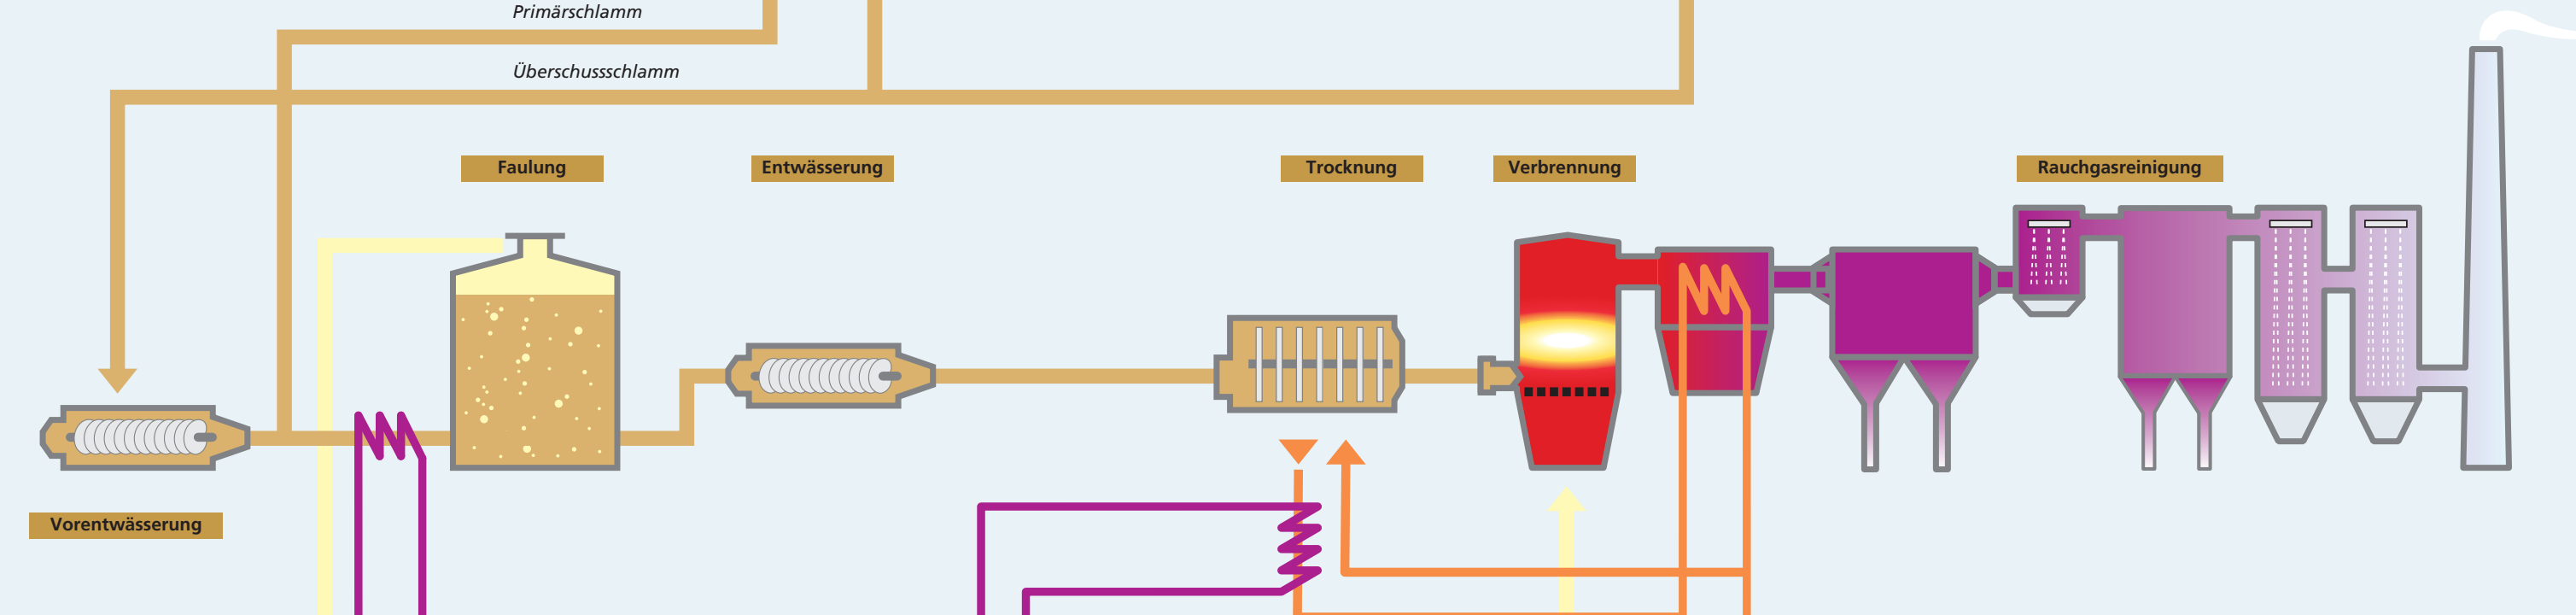 Primärschlamm
Überschussschlamm
Faulung
Entwässerung
Trocknung
Verbrennung
Rauchgasreinigung
Vorentwässerung